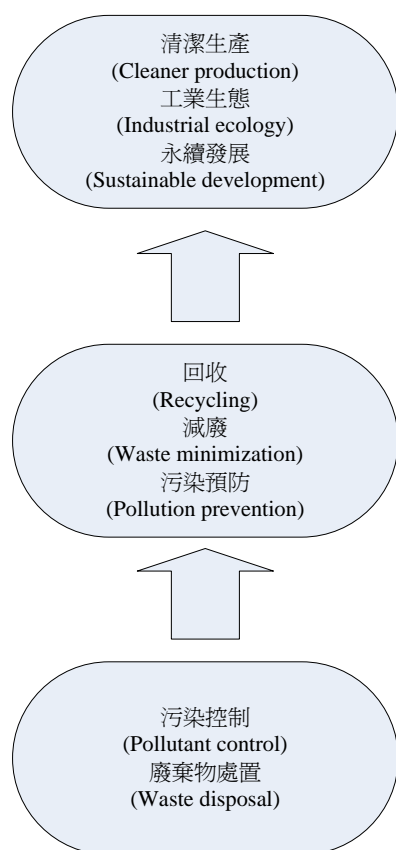 清潔生產
(Cleaner production)
工業生態
(Industrial ecology)
永續發展
(Sustainable development)
回收
(Recycling)
減廢
(Waste minimization)
污染預防
(Pollution prevention)
污染控制
(Pollutant control)
廢棄物處置
(Waste disposal)